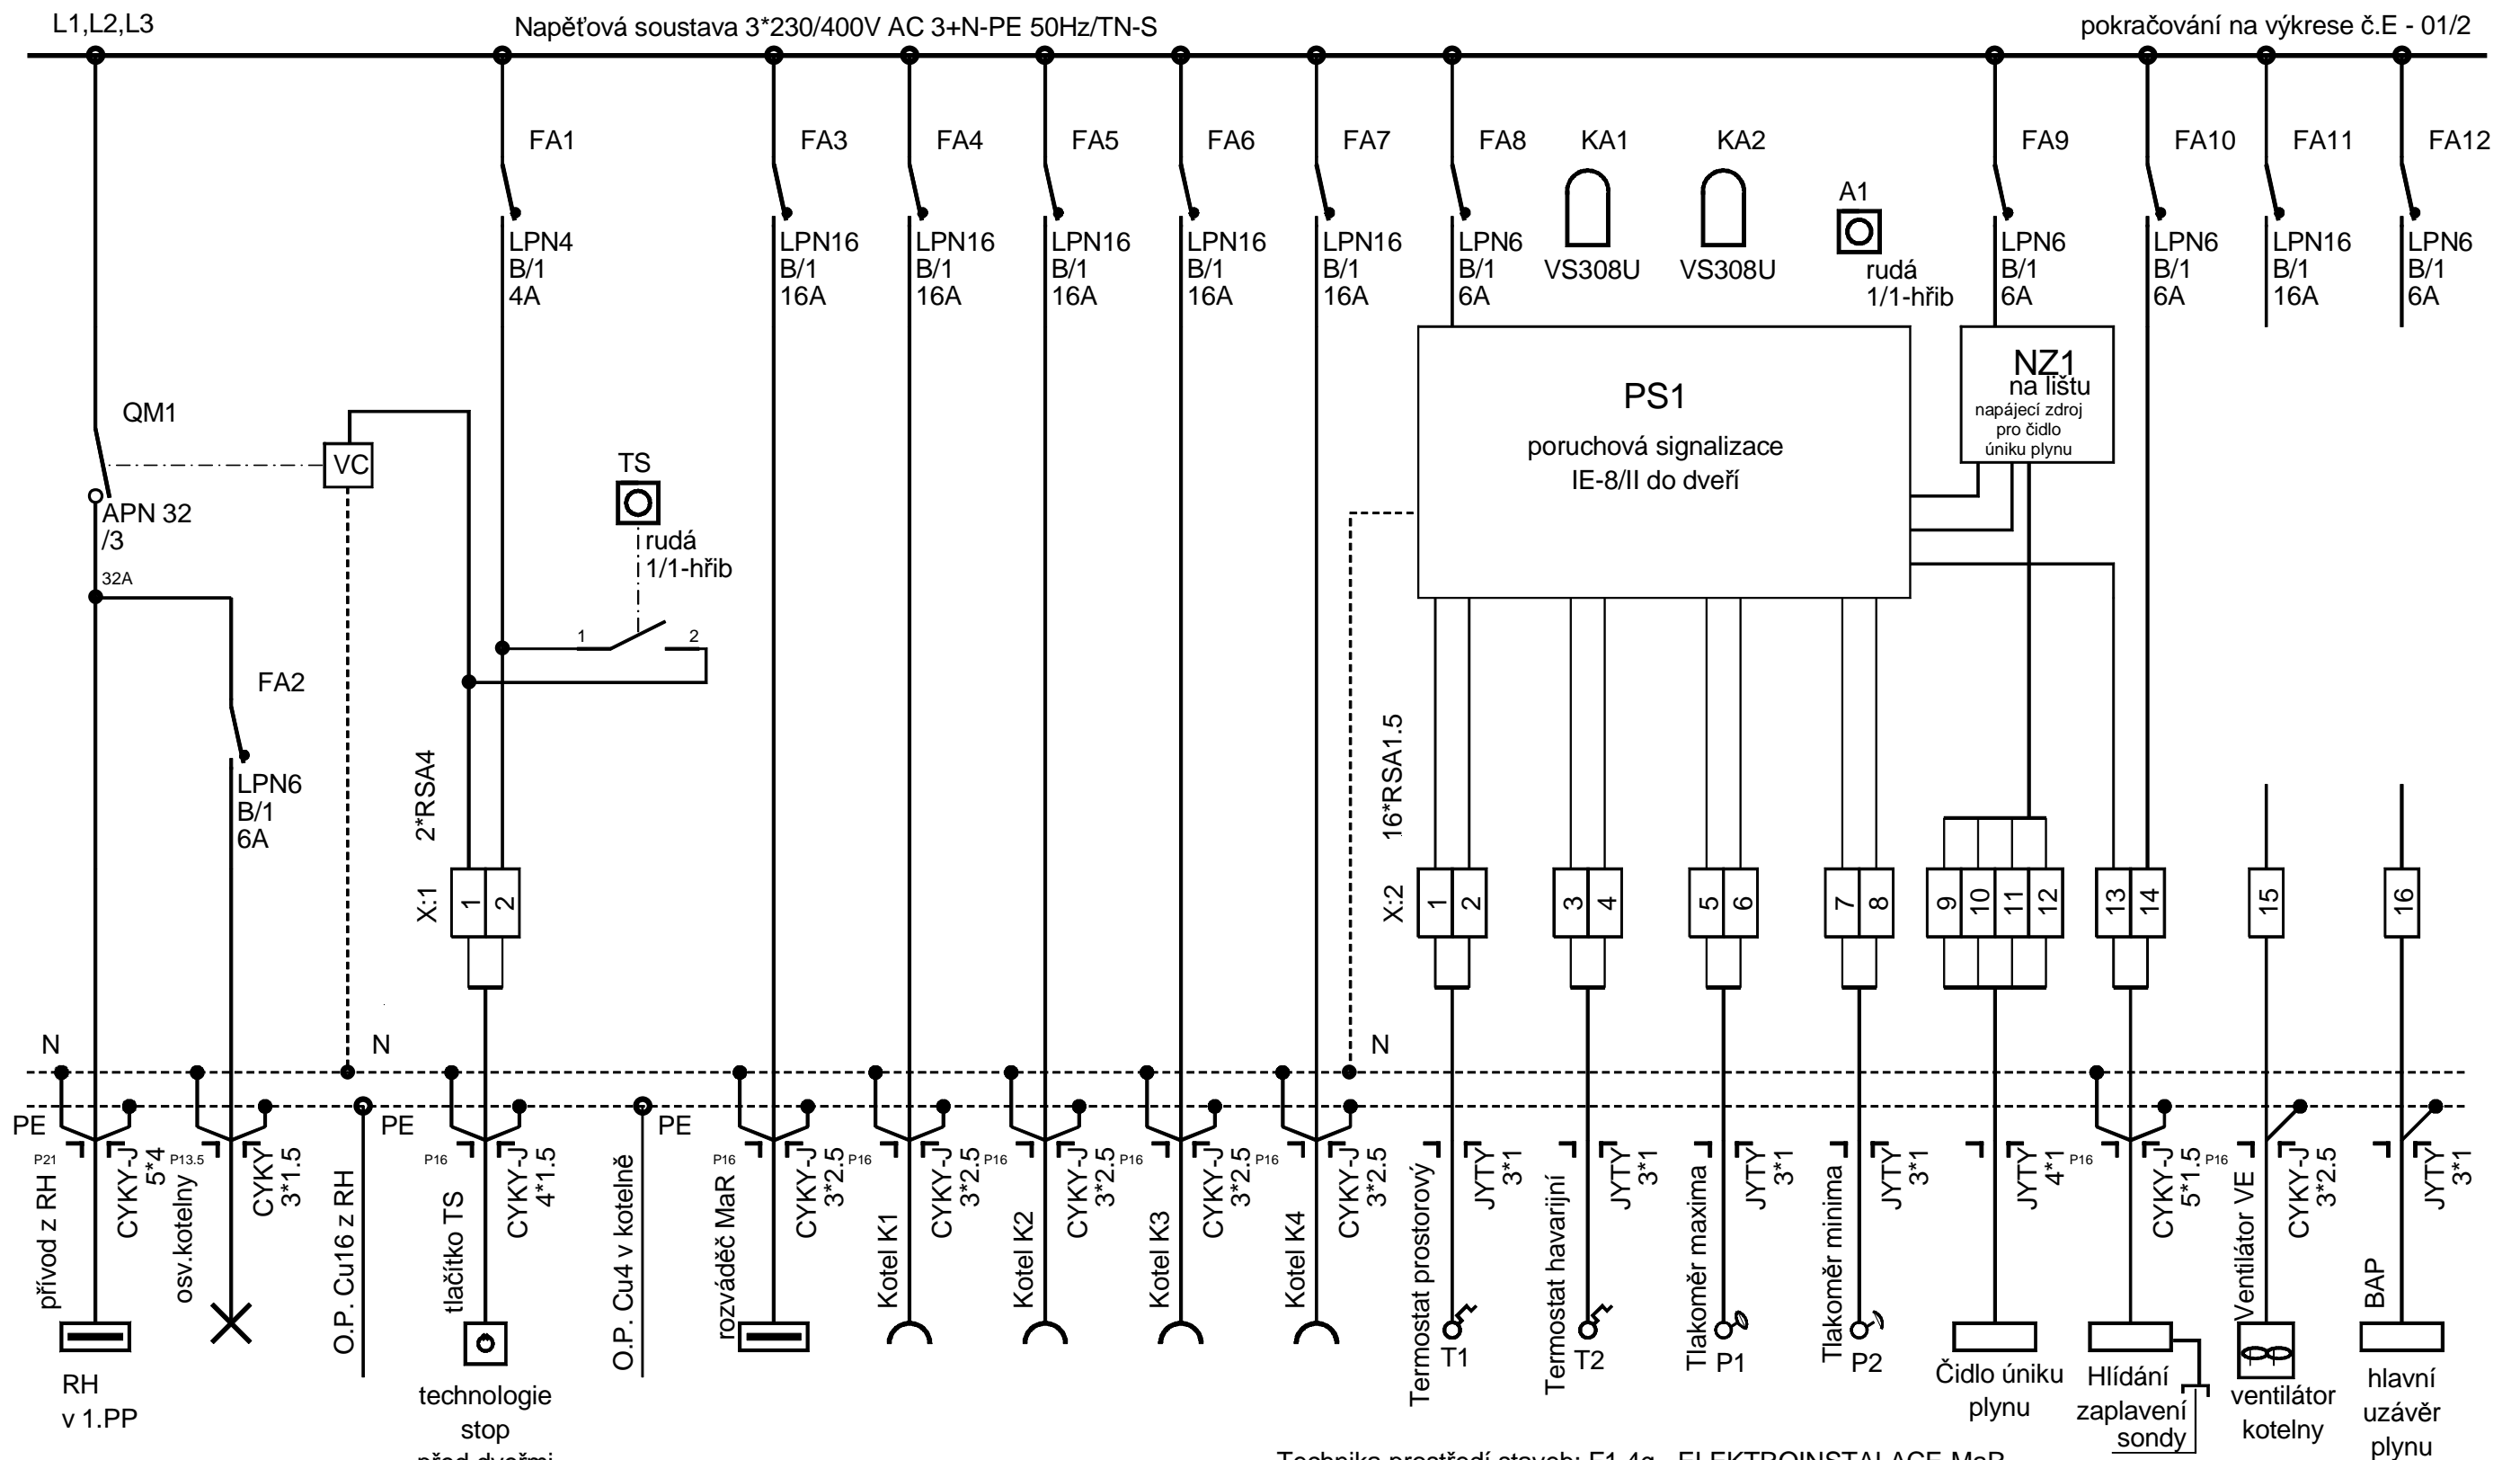 L1,L2,L3
Napěťová soustava 3*230/400V AC 3+N-PE 50Hz/TN-S
pokračování na výkrese č.E - 01/2
FA1
FA3
FA4
FA5
FA6
FA7
FA8
KA1
KA2
A1
FA9
FA10
FA11
FA12
LPN4
B/1
4A
LPN16
B/1
16A
LPN16
B/1
16A
LPN16
B/1
16A
LPN16
B/1
16A
LPN16
B/1
16A
LPN6
B/1
6A
VS308U
VS308U
rudá
1/1-hřib
LPN6
B/1
6A
LPN6
B/1
6A
LPN16
B/1
16A
LPN6
B/1
6A
QM1
VC
APN 32
/3
32A
TS
rudá
1/1-hřib
1
2
PS1
poruchová signalizace
IE-8/II do dveří
NZ1
na lištu
napájecí zdroj
pro čidlo
úniku plynu
FA2
LPN6
B/1
6A
2*RSA4
X:1
1
2
16*RSA1.5
X:2
1
2
3
4
5
6
7
8
9
10
11
12
13
14
15
16
N
N
N
PE
PE
PE
P21
přívod z RH
CYKY-J
5*4
P13.5
osv.kotelny
CYKY
3*1.5
O.P. Cu16 z RH
P16
tlačítko TS
CYKY-J
4*1.5
O.P. Cu4 v kotelně
P16
rozváděč MaR
CYKY-J
3*2.5
P16
Kotel K1
CYKY-J
3*2.5
P16
Kotel K2
CYKY-J
3*2.5
P16
Kotel K3
CYKY-J
3*2.5
P16
Kotel K4
CYKY-J
3*2.5
Termostat prostorový
JYTY
3*1
Termostat havarijní
JYTY
3*1
Tlakoměr maxima
JYTY
3*1
Tlakoměr minima
JYTY
3*1
JYTY
4*1
P16
CYKY-J
5*1.5
P16
Ventilátor VE
CYKY-J
3*2.5
BAP
JYTY
3*1
RH
v 1.PP
technologie
stop
před dveřmi
T1
T2
P1
P2
Čidlo úniku
plynu
Hlídání
zaplavení
sondy
ventilátor
kotelny
hlavní
uzávěr
plynu
Technika prostředí staveb: F1.4g - ELEKTROINSTALACE MaR